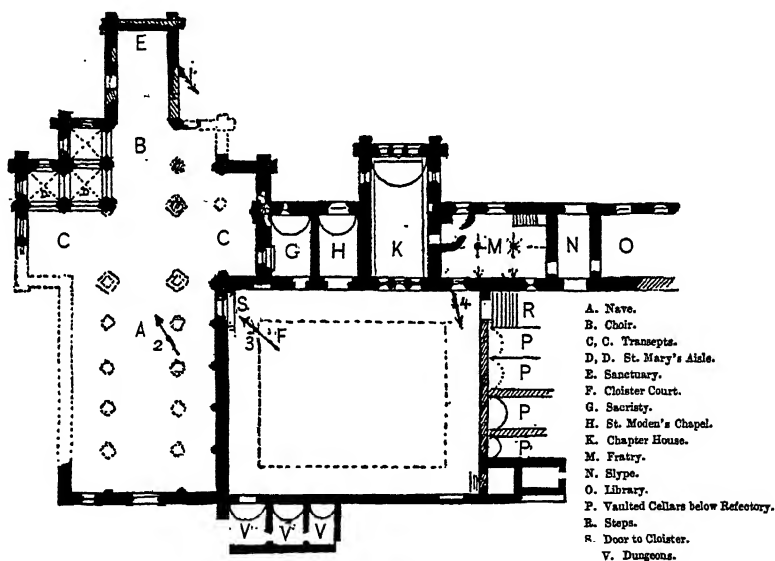 E
B
C
C
G
H
K
M
N
O
A
2
S
3
F
4
R
P
P
P
P
V
V
V
A. Nave.
B. Choir.
C, C. Transepts.
D, D. St. Mary's Aisle.
E. Sanctuary.
F. Cloister Court.
G. Sacristy.
H. St. Moden's Chapel.
K. Chapter House.
M. Fratry.
N. Slype.
O. Library.
P. Vaulted Cellars below Refectory.
R. Steps.
S. Door to Cloister.
V. Dungeons.